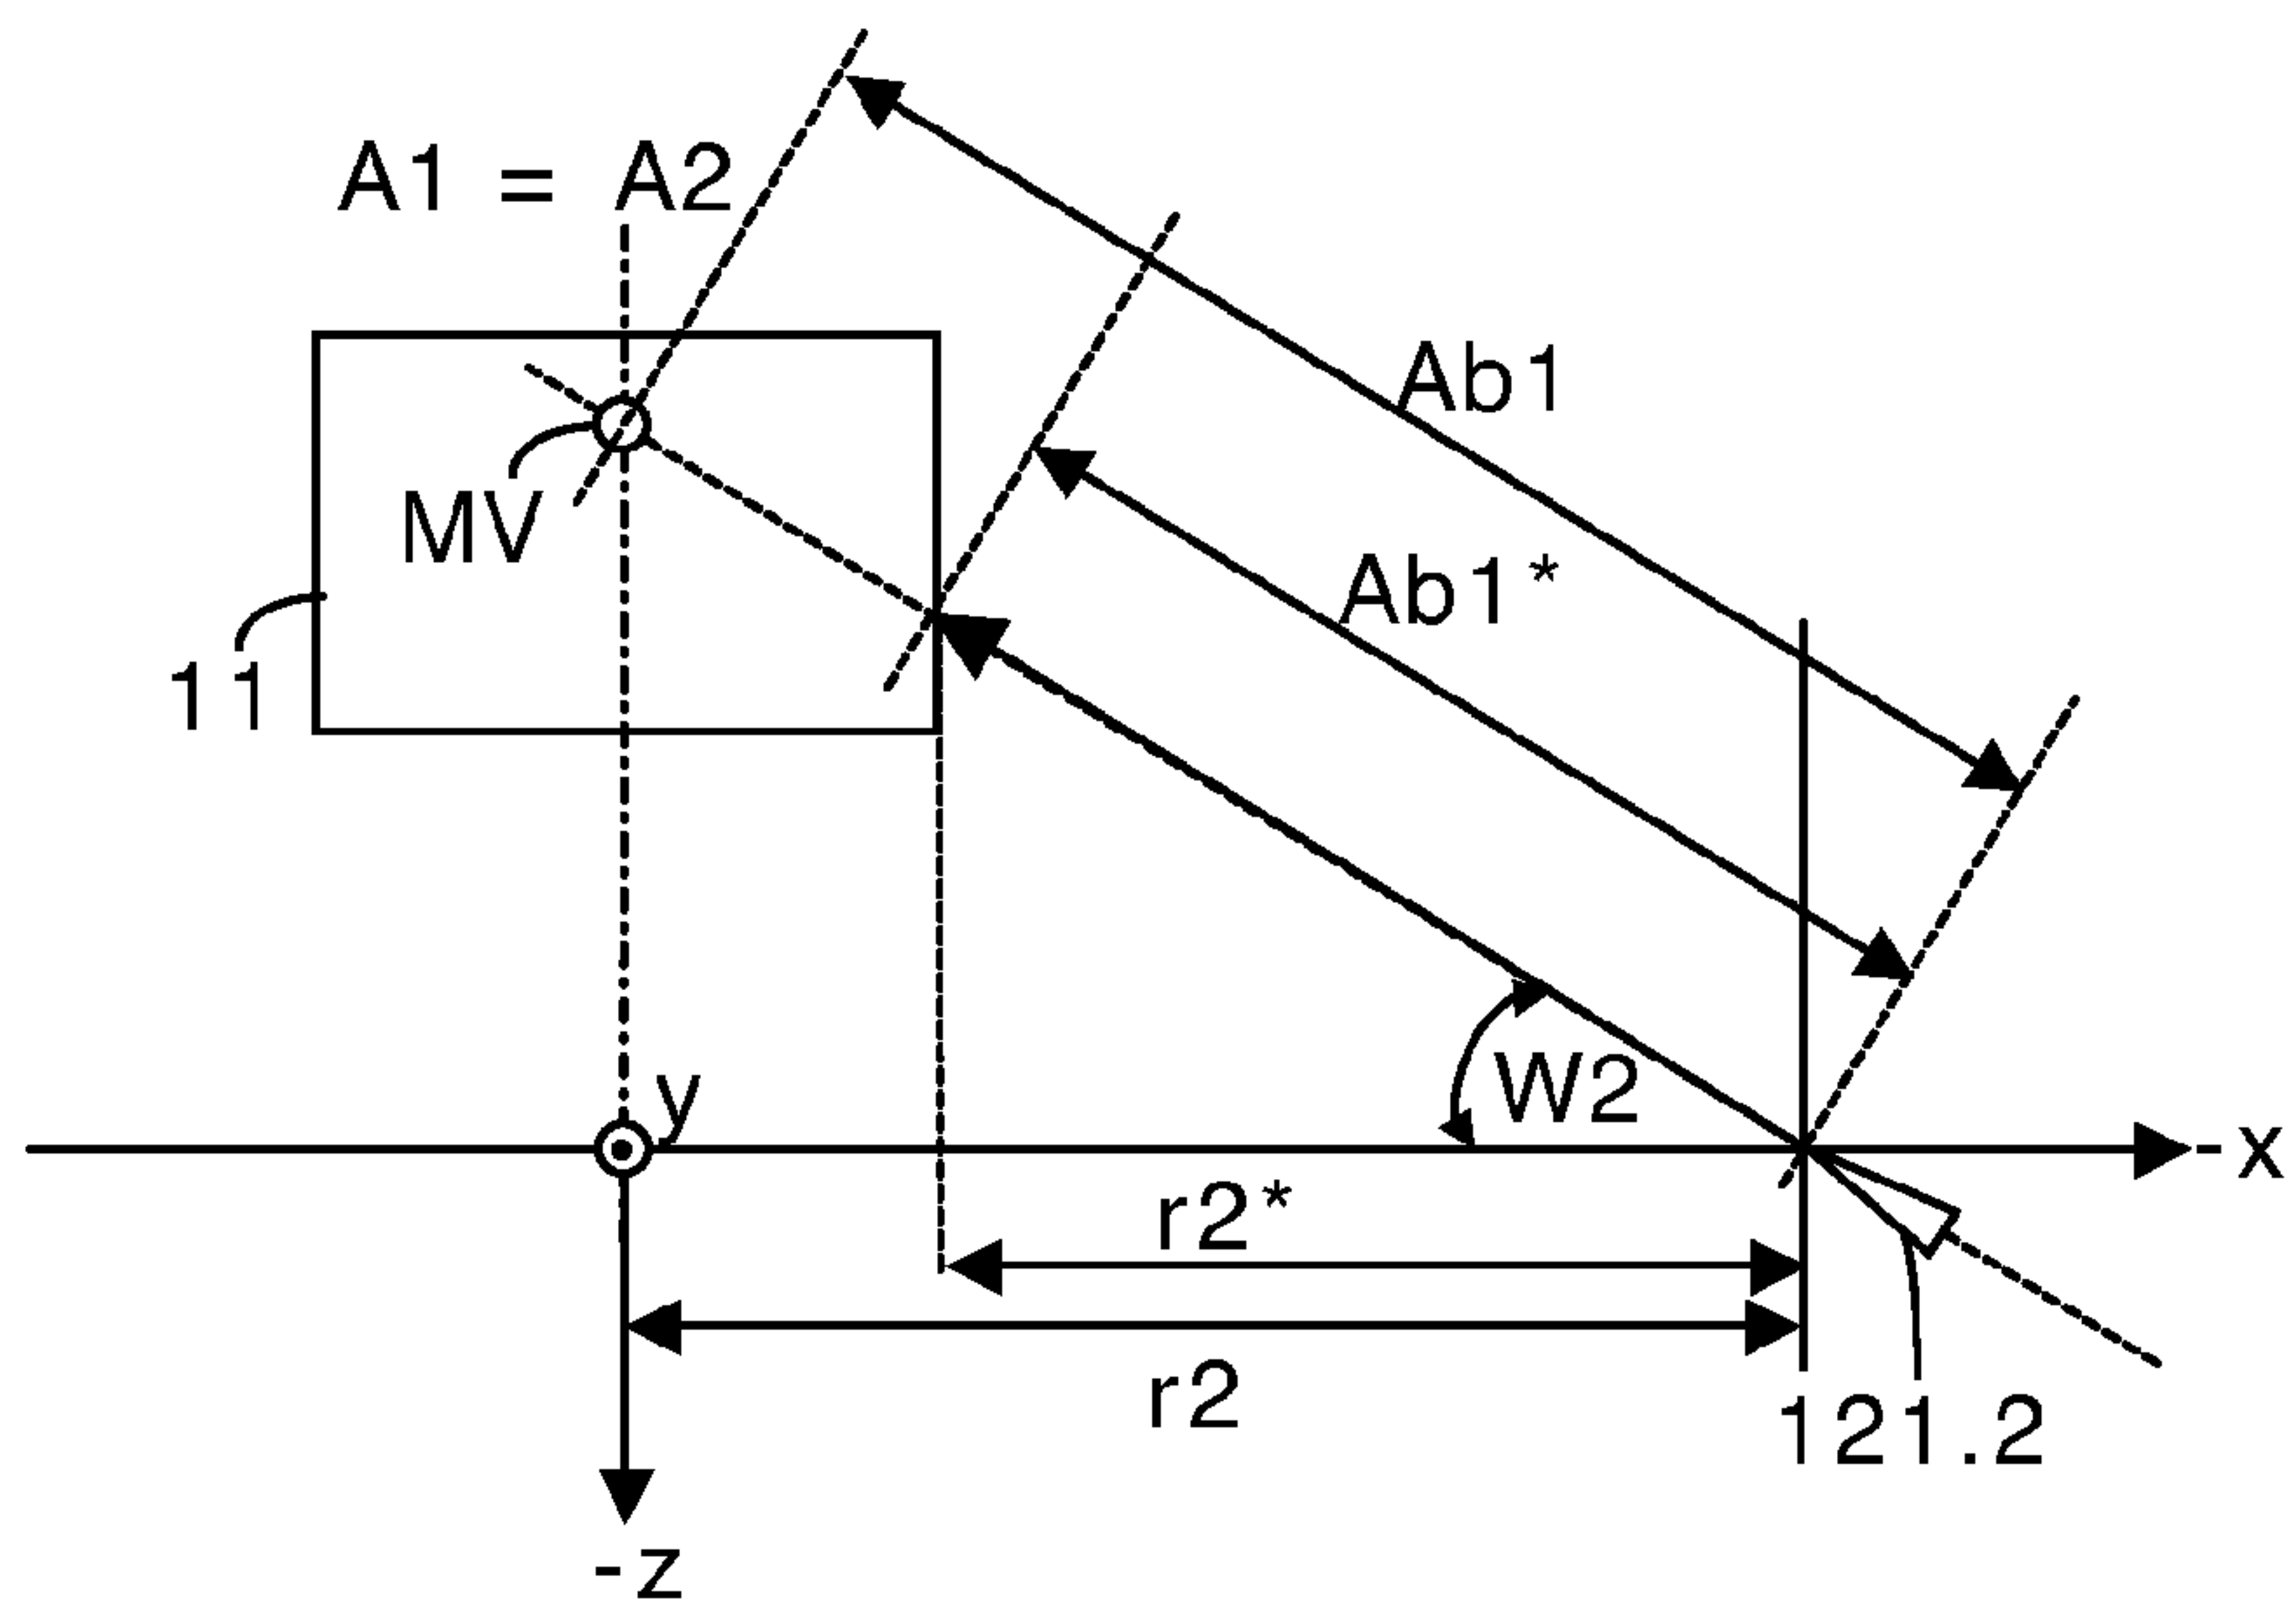 A1 = A2
Ab1
MV
Ab1*
11
W2
y
-x
r2*
r2
121.2
-z